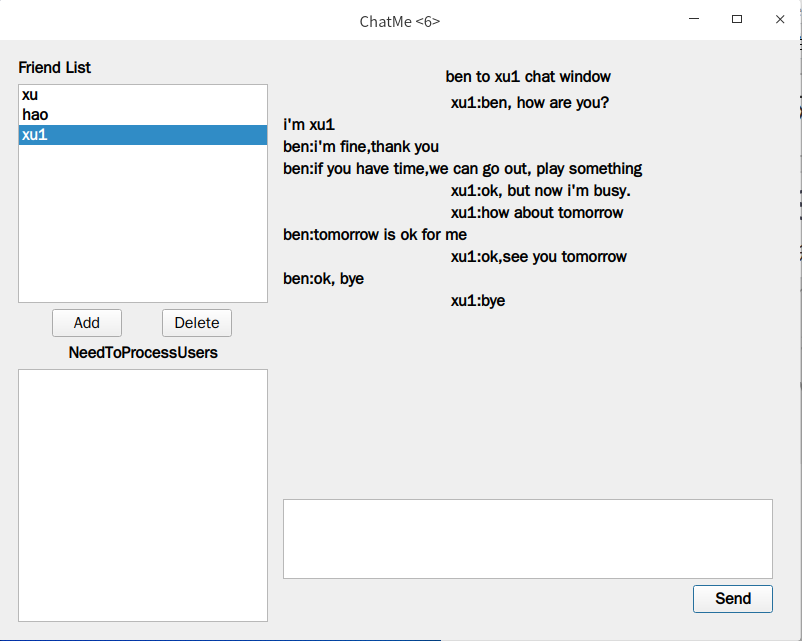 ChatMe <6>
Friend List
xu
hao
xu1
Add
Delete
NeedToProcessUsers
ben to xu1 chat window
xu1:ben, how are you?
i'm xu1
ben:i'm fine,thank you
ben:if you have time,we can go out, play something
xu1:ok, but now i'm busy.
xu1:how about tomorrow
ben:tomorrow is ok for me
xu1:ok,see you tomorrow
ben:ok, bye
xu1:bye
Send